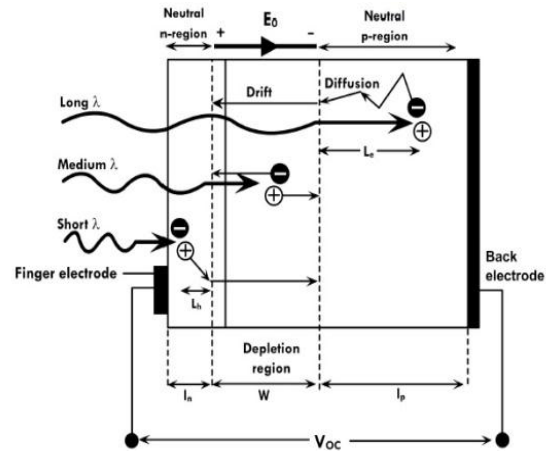 Neutral
n-region
+
E₀
-
Neutral
p-region
Drift
Diffusion
Long λ
Lₑ
Medium λ
Short λ
Finger electrode
Lₕ
Back
electrode
Depletion
region
lₙ
W
lₚ
V_OC